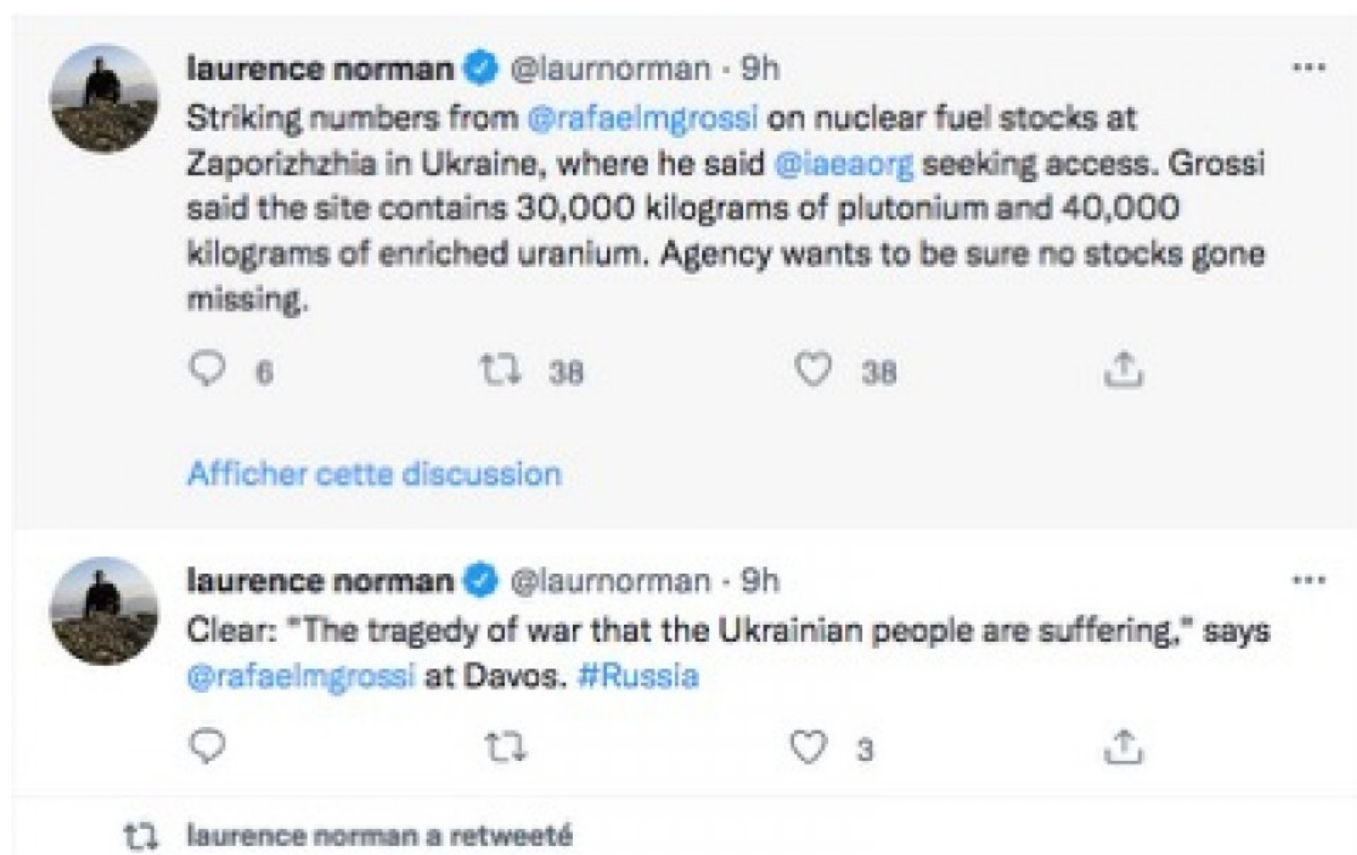 laurence norman @laurnorman · 9h
Striking numbers from @rafaelmgrossi on nuclear fuel stocks at
Zaporizhzhia in Ukraine, where he said @iaeaorg seeking access. Grossi
said the site contains 30,000 kilograms of plutonium and 40,000
kilograms of enriched uranium. Agency wants to be sure no stocks gone
missing.
6 38 38
Afficher cette discussion
laurence norman @laurnorman · 9h
Clear: "The tragedy of war that the Ukrainian people are suffering," says
@rafaelmgrossi at Davos. #Russia
3
laurence norman a retweeté